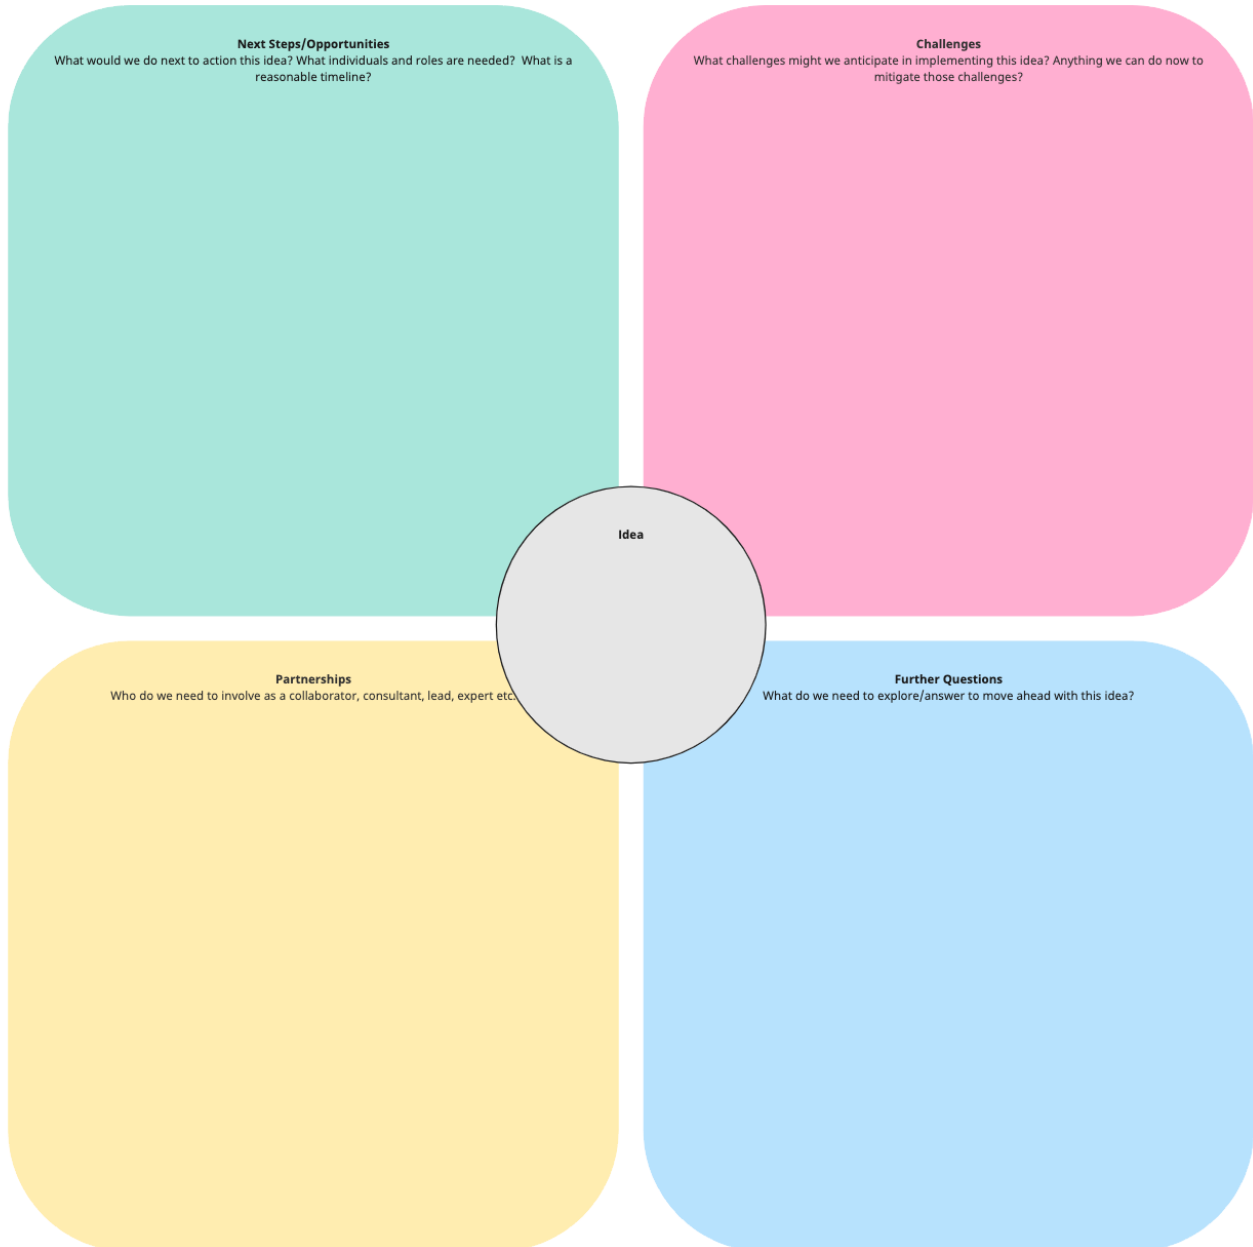 Next Steps/Opportunities
What would we do next to action this idea? What individuals and roles are needed?  What is a
reasonable timeline?
Challenges
What challenges might we anticipate in implementing this idea? Anything we can do now to
mitigate those challenges?
Idea
Partnerships
Who do we need to involve as a collaborator, consultant, lead, expert etc.
Further Questions
What do we need to explore/answer to move ahead with this idea?